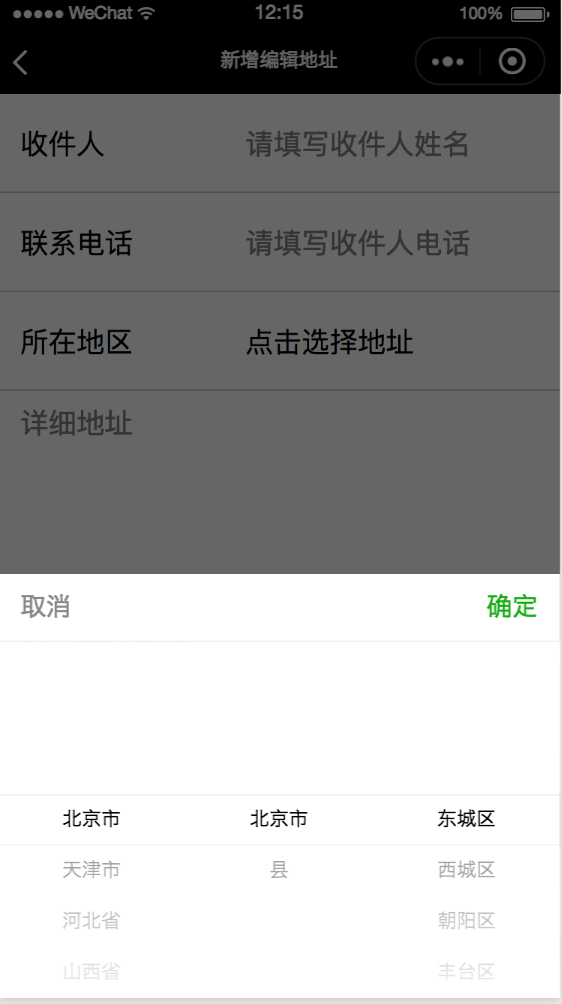 ●●●●● WeChat 12:15 100%
新增编辑地址
收件人 请填写收件人姓名
联系电话 请填写收件人电话
所在地区 点击选择地址
详细地址
取消 确定
北京市 北京市 东城区
天津市 县 西城区
河北省 朝阳区
山西省 丰台区